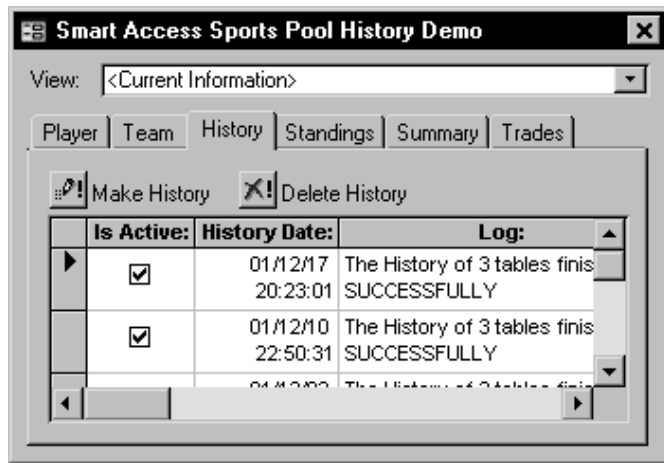 Smart Access Sports Pool History Demo
View: <Current Information>
Player Team History Standings Summary Trades
Make History Delete History
Is Active: History Date: Log:
01/12/17 The History of 3 tables finis
20:23:01 SUCCESSFULLY
01/12/10 The History of 3 tables finis
22:50:31 SUCCESSFULLY